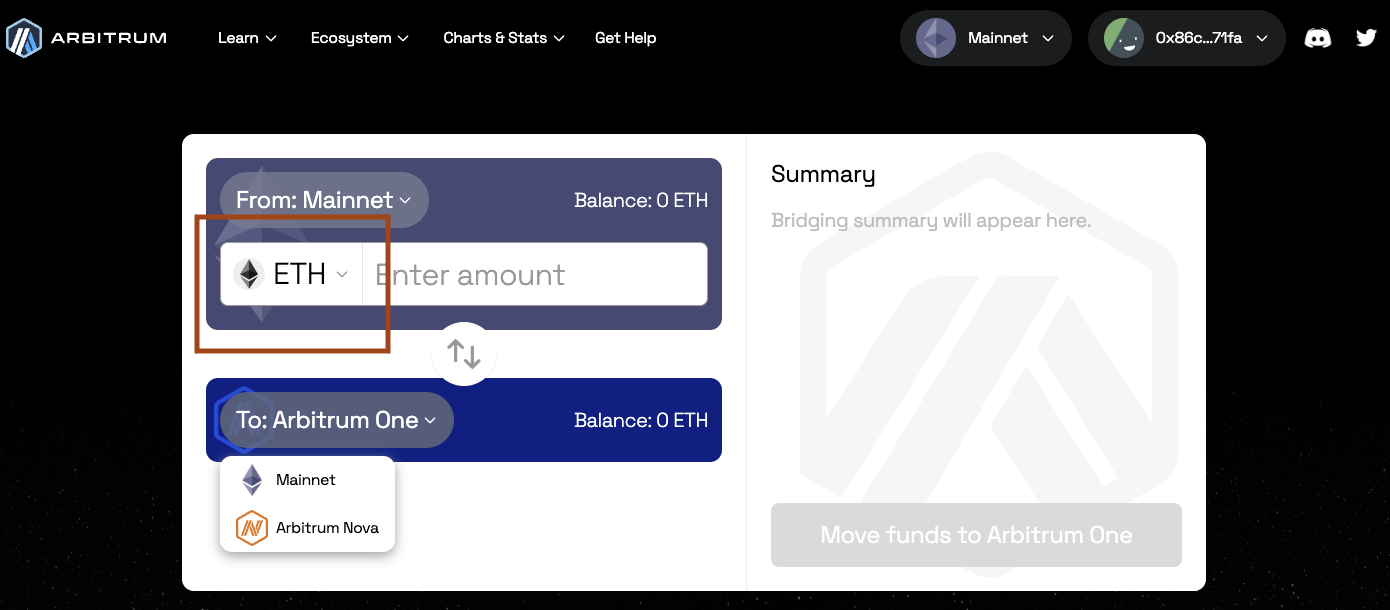 ARBITRUM Learn Ecosystem Charts & Stats Get Help Mainnet 0x86c...71fa
From: Mainnet Balance: 0 ETH
ETH Enter amount
To: Arbitrum One Balance: 0 ETH
Mainnet
Arbitrum Nova
Summary
Bridging summary will appear here.
Move funds to Arbitrum One